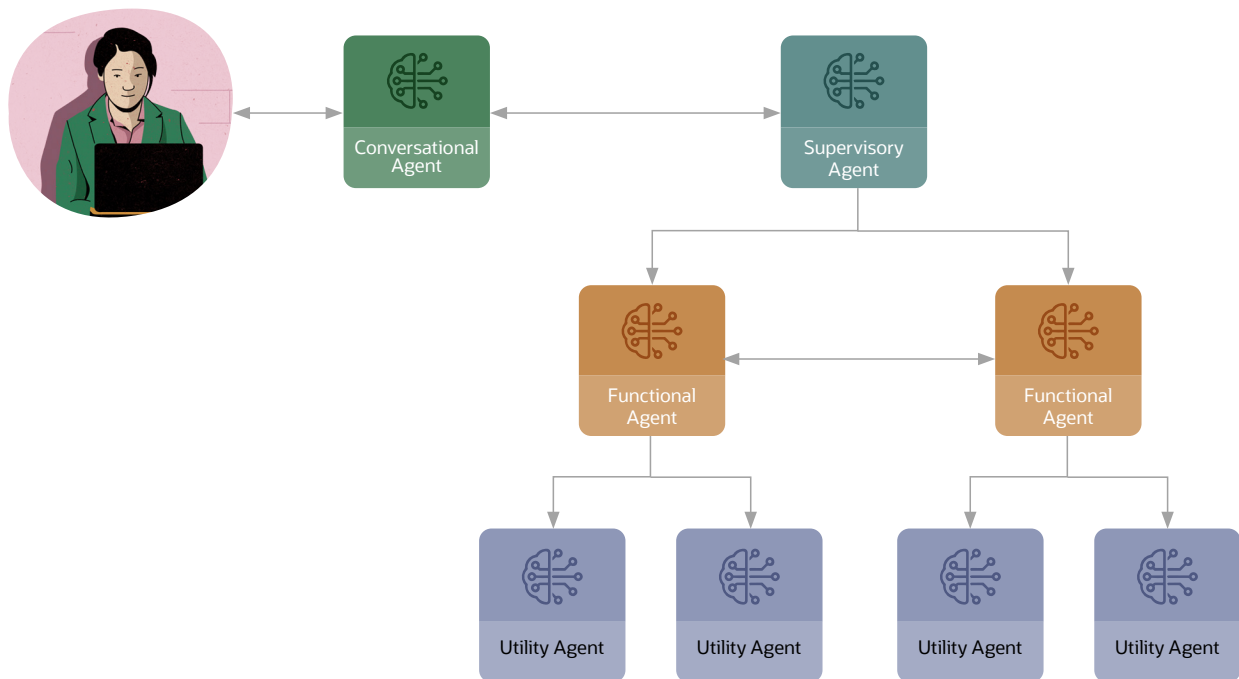 Conversational
Agent
Supervisory
Agent
Functional
Agent
Functional
Agent
Utility Agent
Utility Agent
Utility Agent
Utility Agent